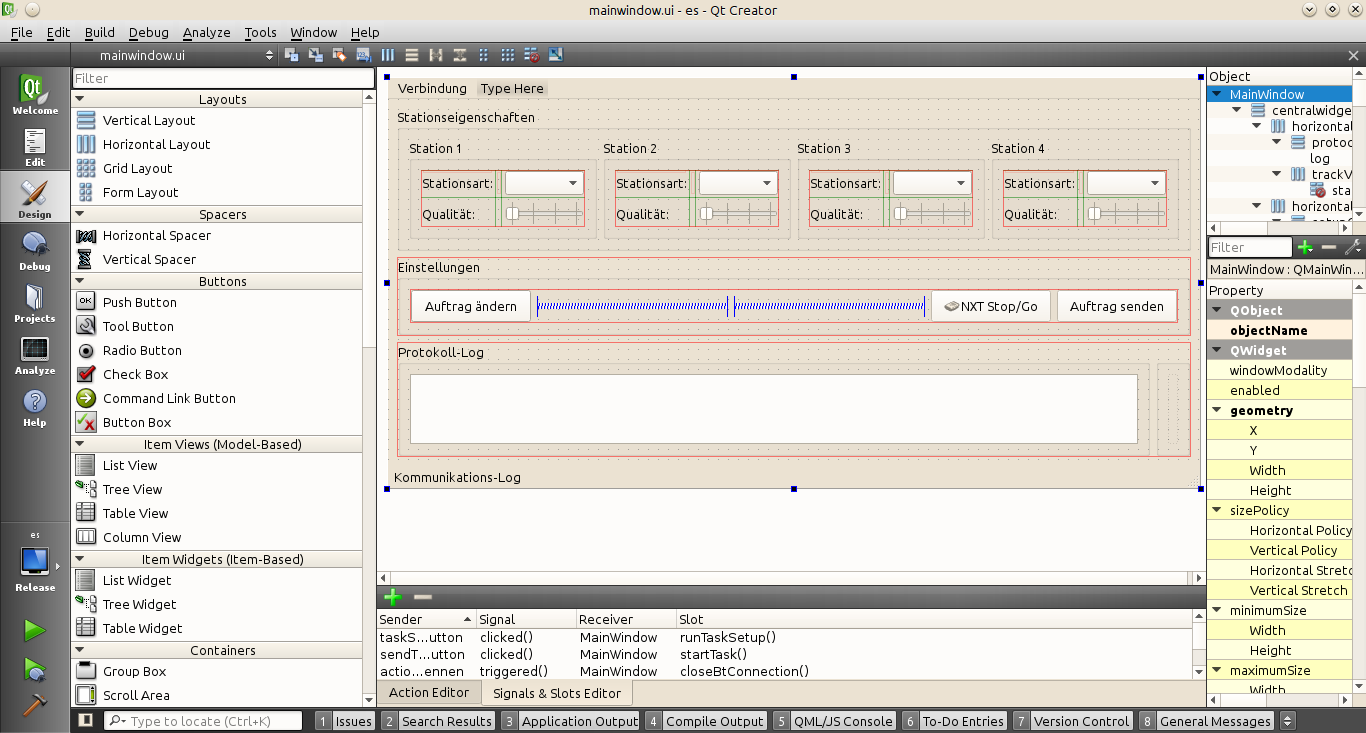 mainwindow.ui - es - Qt Creator
File Edit Build Debug Analyze Tools Window Help
mainwindow.ui
Welcome
Edit
Design
Debug
Projects
Analyze
Help
es
Release
Filter
Layouts
Vertical Layout
Horizontal Layout
Grid Layout
Form Layout
Spacers
Horizontal Spacer
Vertical Spacer
Buttons
Push Button
Tool Button
Radio Button
Check Box
Command Link Button
Button Box
Item Views (Model-Based)
List View
Tree View
Table View
Column View
Item Widgets (Item-Based)
List Widget
Tree Widget
Table Widget
Containers
Group Box
Scroll Area
Verbindung Type Here
Stationseigenschaften
Station 1 Station 2 Station 3 Station 4
Stationsart: Stationsart: Stationsart: Stationsart:
Qualität: Qualität: Qualität: Qualität:
Einstellungen
Auftrag ändern NXT Stop/Go Auftrag senden
Protokoll-Log
Kommunikations-Log
Sender Signal Receiver Slot
taskS...utton clicked() MainWindow runTaskSetup()
sendT...utton clicked() MainWindow startTask()
actio...ennen triggered() MainWindow closeBtConnection()
Action Editor Signals & Slots Editor
Object
MainWindow
centralwidge
horizontal
protoc
log
trackV
sta
horizontal
Filter
MainWindow : QMainWin...
Property
QObject
objectName
QWidget
windowModality
enabled
geometry
X
Y
Width
Height
sizePolicy
Horizontal Policy
Vertical Policy
Horizontal Stretc
Vertical Stretch
minimumSize
Width
Height
maximumSize
Width
Type to locate (Ctrl+K) 1 Issues 2 Search Results 3 Application Output 4 Compile Output 5 QML/JS Console 6 To-Do Entries 7 Version Control 8 General Messages